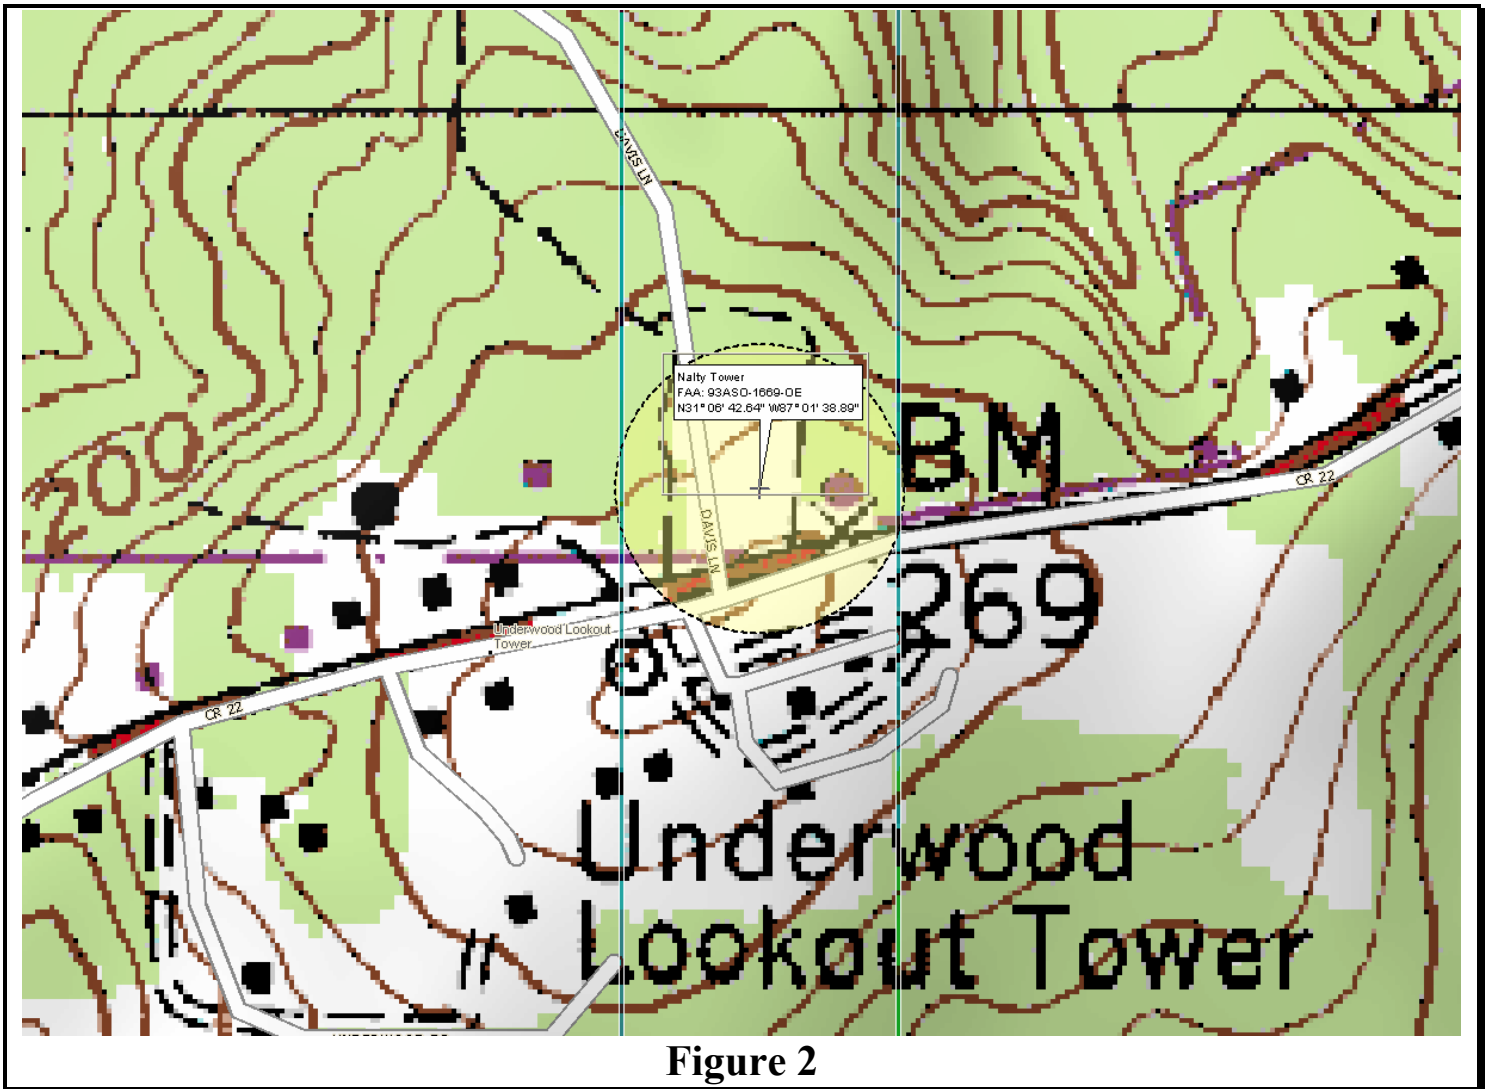 DAVIS LN
Nalty Tower
FAA: 93ASO-1669-OE
N31° 06' 42.64" W87° 01' 38.89"
BM
200
CR 22
DAVIS LN
269
Underwood Lookout
Tower
CR 22
Underwood
Lookout Tower
Figure 2